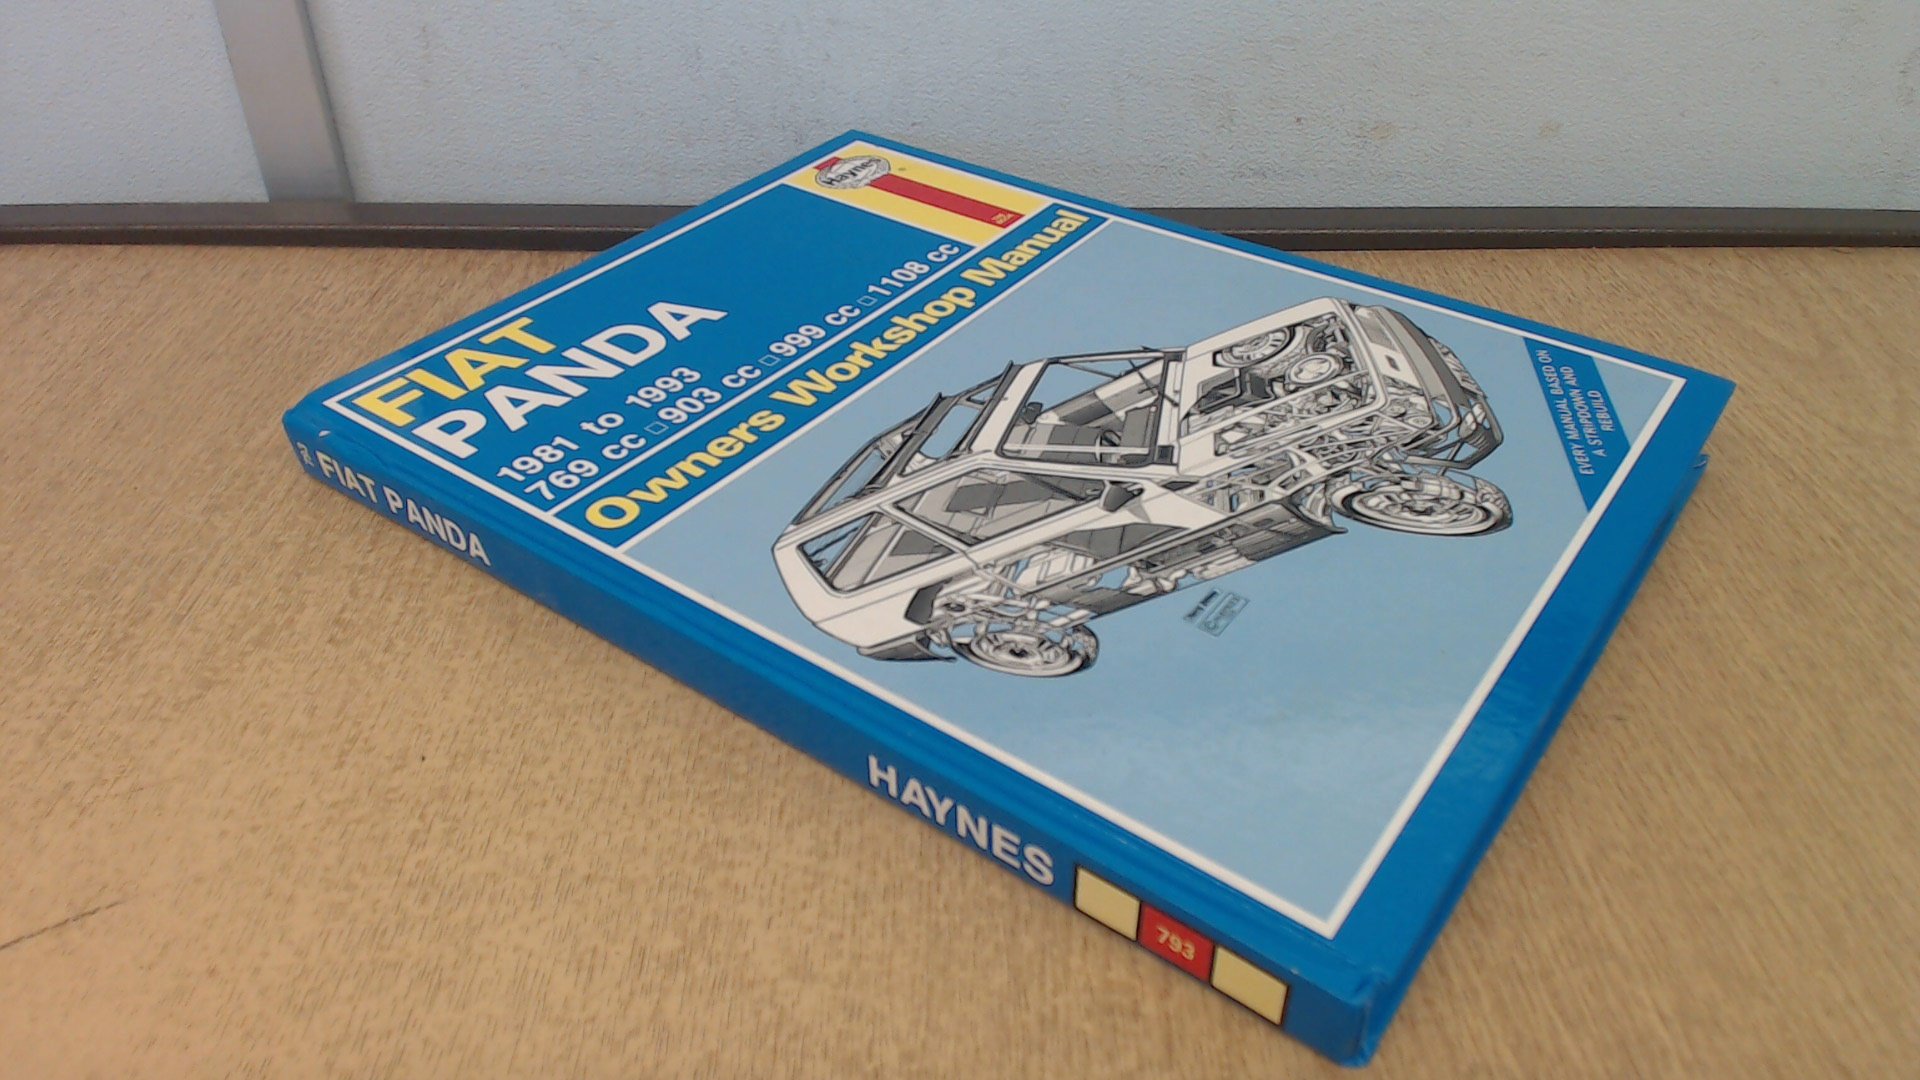 Haynes
FIAT
PANDA
1981 to 1993
769 cc □ 903 cc □ 999 cc □ 1108 cc
Owners Workshop Manual
EVERY MANUAL BASED ON
A STRIPDOWN AND
REBUILD
FIAT PANDA
HAYNES
793